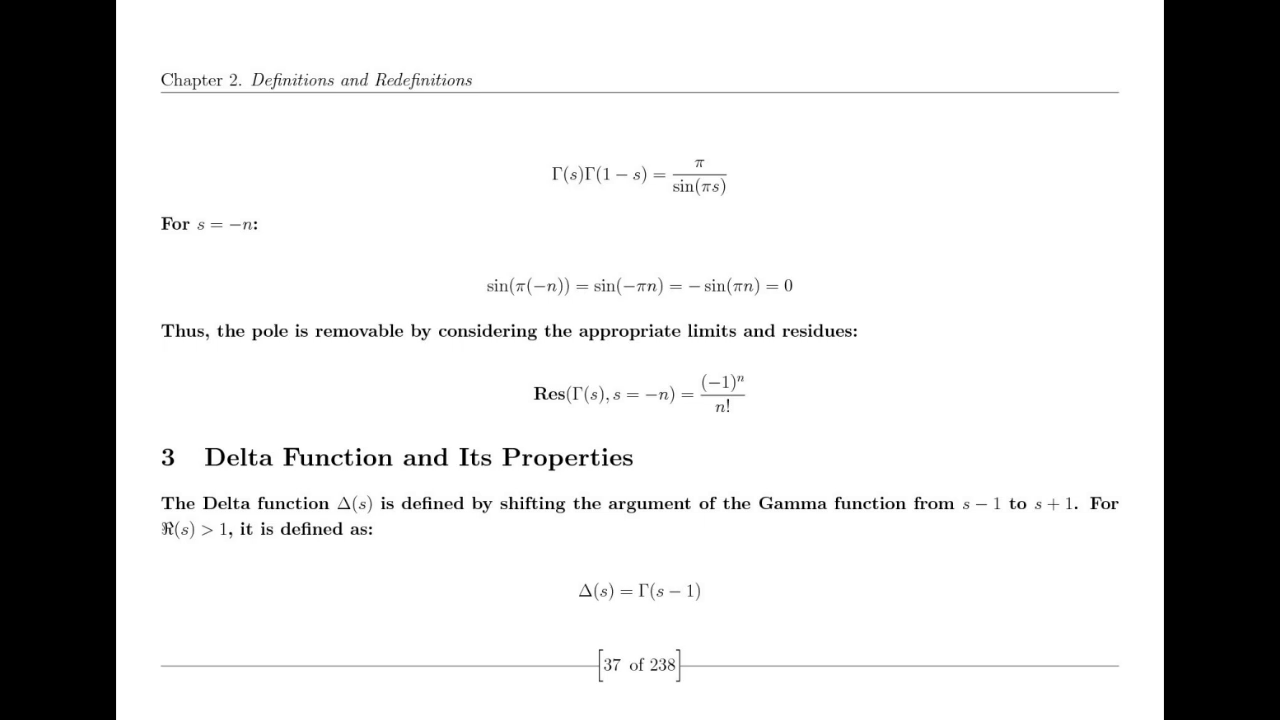 Chapter 2. Definitions and Redefinitions
Γ(s)Γ(1 − s) = π / sin(πs)
For s = −n:
sin(π(−n)) = sin(−πn) = − sin(πn) = 0
Thus, the pole is removable by considering the appropriate limits and residues:
Res(Γ(s), s = −n) = (−1)ⁿ / n!
3 Delta Function and Its Properties
The Delta function Δ(s) is defined by shifting the argument of the Gamma function from s − 1 to s + 1. For
ℜ(s) > 1, it is defined as:
Δ(s) = Γ(s − 1)
[37 of 238]